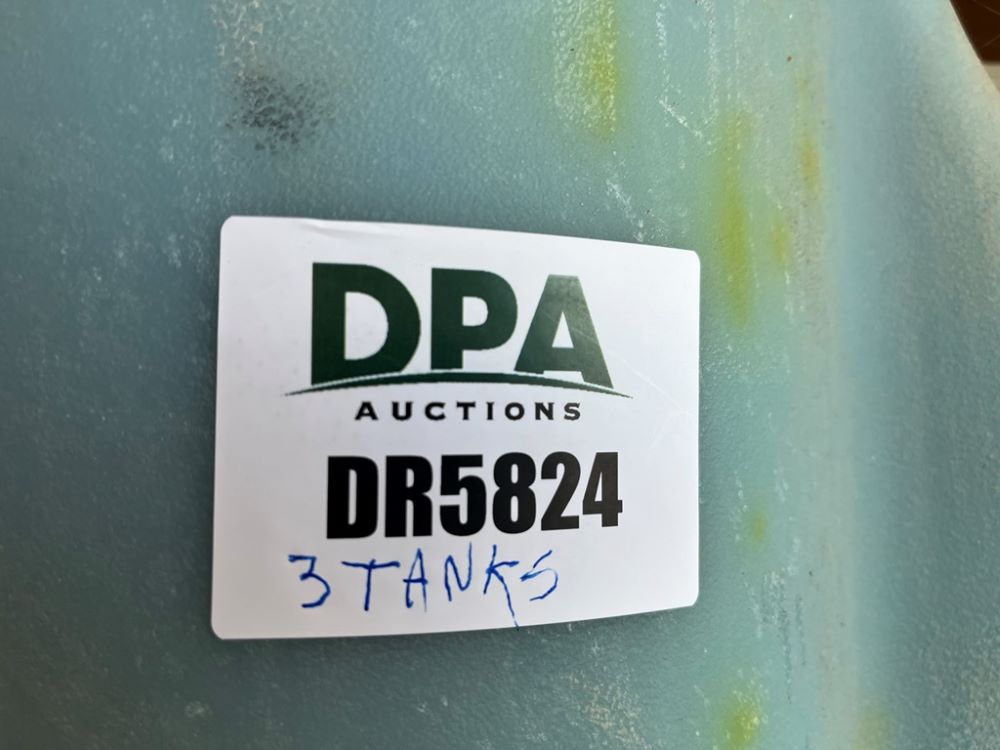 DPA
AUCTIONS
DR5824
3 TANKS